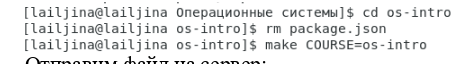 [lailjina@lailjina Операционные системы]$ cd os-intro
[lailjina@lailjina os-intro]$ rm package.json
[lailjina@lailjina os-intro]$ make COURSE=os-intro
Отправим файл на сервер: